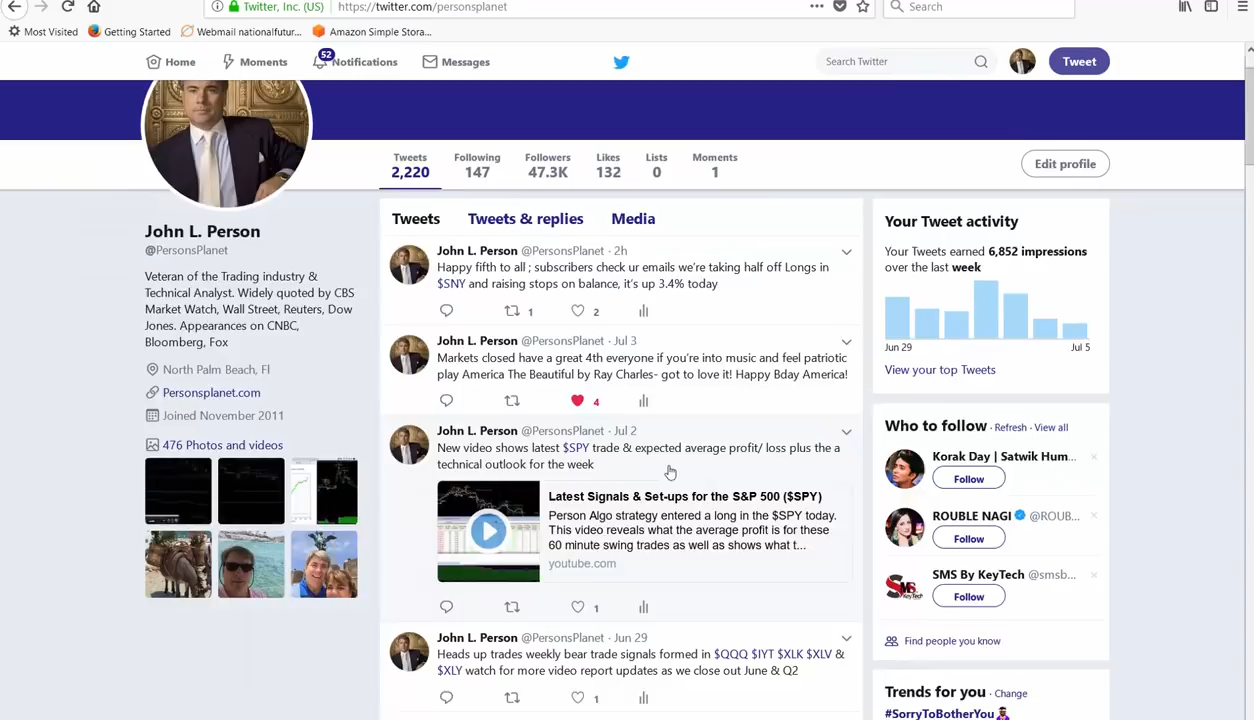 Twitter, Inc. (US)
https://twitter.com/personsplanet
Search
Most Visited
Getting Started
Webmail nationalfutur...
Amazon Simple Stora...
Home
Moments
52
Notifications
Messages
Search Twitter
Tweet
Tweets
2,220
Following
147
Followers
47.3K
Likes
132
Lists
0
Moments
1
Edit profile
John L. Person
@PersonsPlanet
Veteran of the Trading industry &
Technical Analyst. Widely quoted by CBS
Market Watch, Wall Street, Reuters, Dow
Jones. Appearances on CNBC,
Bloomberg, Fox
North Palm Beach, Fl
Personsplanet.com
Joined November 2011
476 Photos and videos
Tweets
Tweets & replies
Media
John L. Person @PersonsPlanet · 2h
Happy fifth to all ; subscribers check ur emails we're taking half off Longs in
$SNY and raising stops on balance, it's up 3.4% today
1
2
John L. Person @PersonsPlanet · Jul 3
Markets closed have a great 4th everyone if you're into music and feel patriotic
play America The Beautiful by Ray Charles- got to love it! Happy Bday America!
4
John L. Person @PersonsPlanet · Jul 2
New video shows latest $SPY trade & expected average profit/ loss plus the a
technical outlook for the week
Latest Signals & Set-ups for the S&P 500 ($SPY)
Person Algo strategy entered a long in the $SPY today.
This video reveals what the average profit is for these
60 minute swing trades as well as shows what t...
youtube.com
1
John L. Person @PersonsPlanet · Jun 29
Heads up trades weekly bear trade signals formed in $QQQ $IYT $XLK $XLV &
$XLY watch for more video report updates as we close out June & Q2
1
Your Tweet activity
Your Tweets earned 6,852 impressions
over the last week
Jun 29
Jul 5
View your top Tweets
Who to follow · Refresh · View all
Korak Day | Satwik Hum...
Follow
ROUBLE NAGI @ROUB...
Follow
SMS By KeyTech @smsb...
Follow
SMS
Find people you know
Trends for you · Change
#SorryToBotherYou